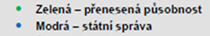 Zelená – přenesená působnost
Modrá – státní správa